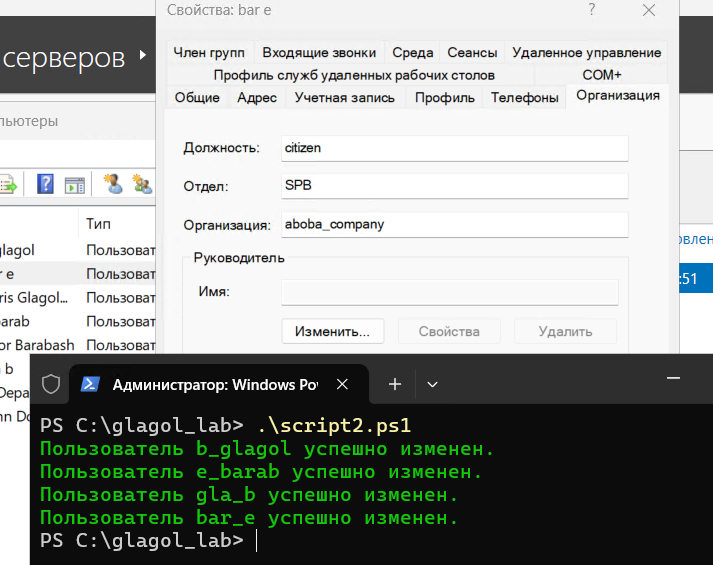 Свойства: bar e
?
серверов
Член групп Входящие звонки Среда Сеансы Удаленное управление
Профиль служб удаленных рабочих столов COM+
Общие Адрес Учетная запись Профиль Телефоны Организация
пьютеры
Должность: citizen
Отдел: SPB
Организация: aboba_company
Руководитель
Имя:
Изменить... Свойства Удалить
Тип
glagol Пользоват
r e Пользоват
ris Glagol... Пользоват
barab Пользоват
or Barabash Пользоват
b
Depa
nn Do
овлен
:51
Администратор: Windows Po
PS C:\glagol_lab> .\script2.ps1
Пользователь b_glagol успешно изменен.
Пользователь e_barab успешно изменен.
Пользователь gla_b успешно изменен.
Пользователь bar_e успешно изменен.
PS C:\glagol_lab>